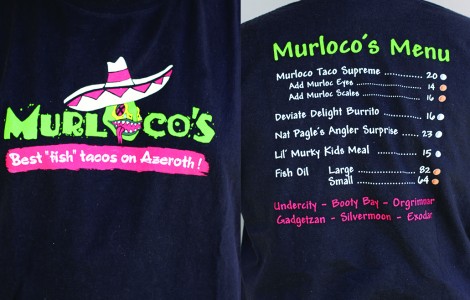 MURLOCO'S
Best "fish" tacos on Azeroth!
Murloco's Menu
Murloco Taco Supreme ........... 20
Add Murloc Eyes .................. 14
Add Murloc Scales ............... 16
Deviate Delight Burrito ........... 16
Nat Pagle's Angler Surprise ...... 23
Lil' Murky Kids Meal ............ 15
Fish Oil Large .................. 82
Small .................. 64
Undercity - Booty Bay - Orgrimmar
Gadgetzan - Silvermoon - Exodar